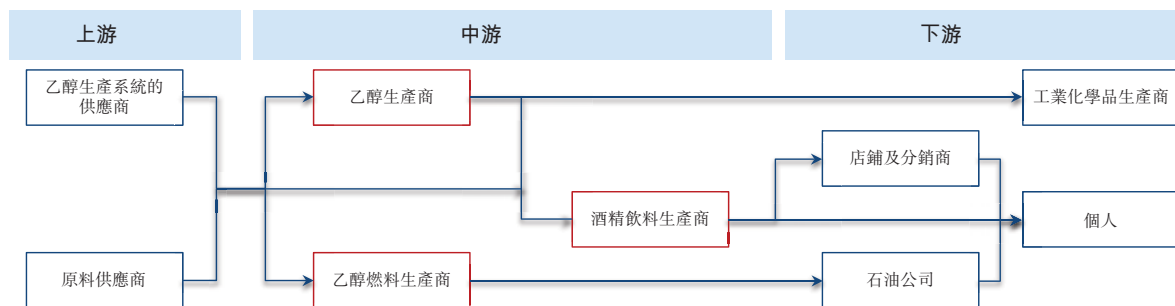 上游
中游
下游
乙醇生產系統的
供應商
乙醇生產商
工業化學品生產商
店鋪及分銷商
酒精飲料生產商
個人
原料供應商
乙醇燃料生產商
石油公司